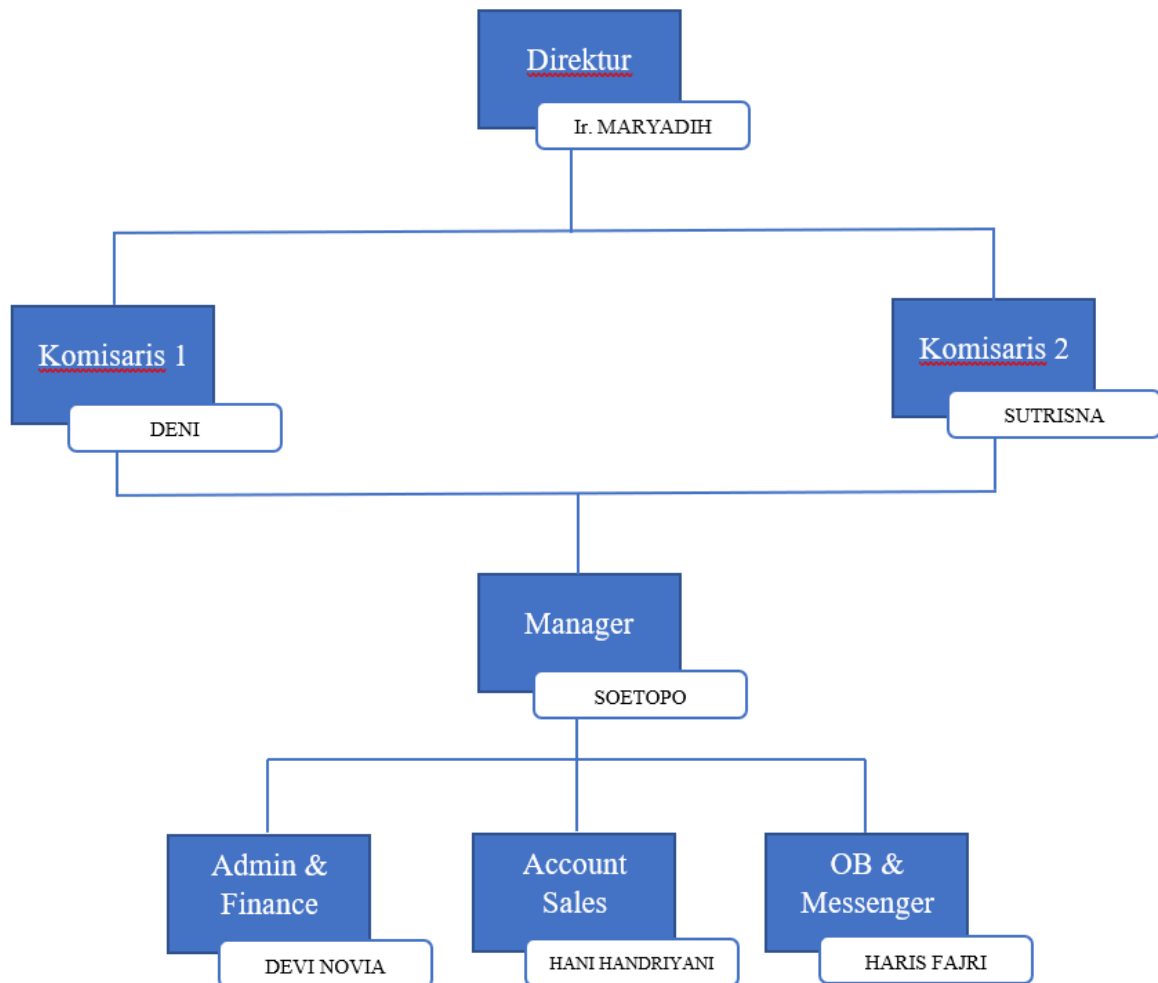 Direktur
Ir. MARYADIH
Komisaris 1
DENI
Komisaris 2
SUTRISNA
Manager
SOETOPO
Admin &
Finance
DEVI NOVIA
Account
Sales
HANI HANDRIYANI
OB &
Messenger
HARIS FAJRI